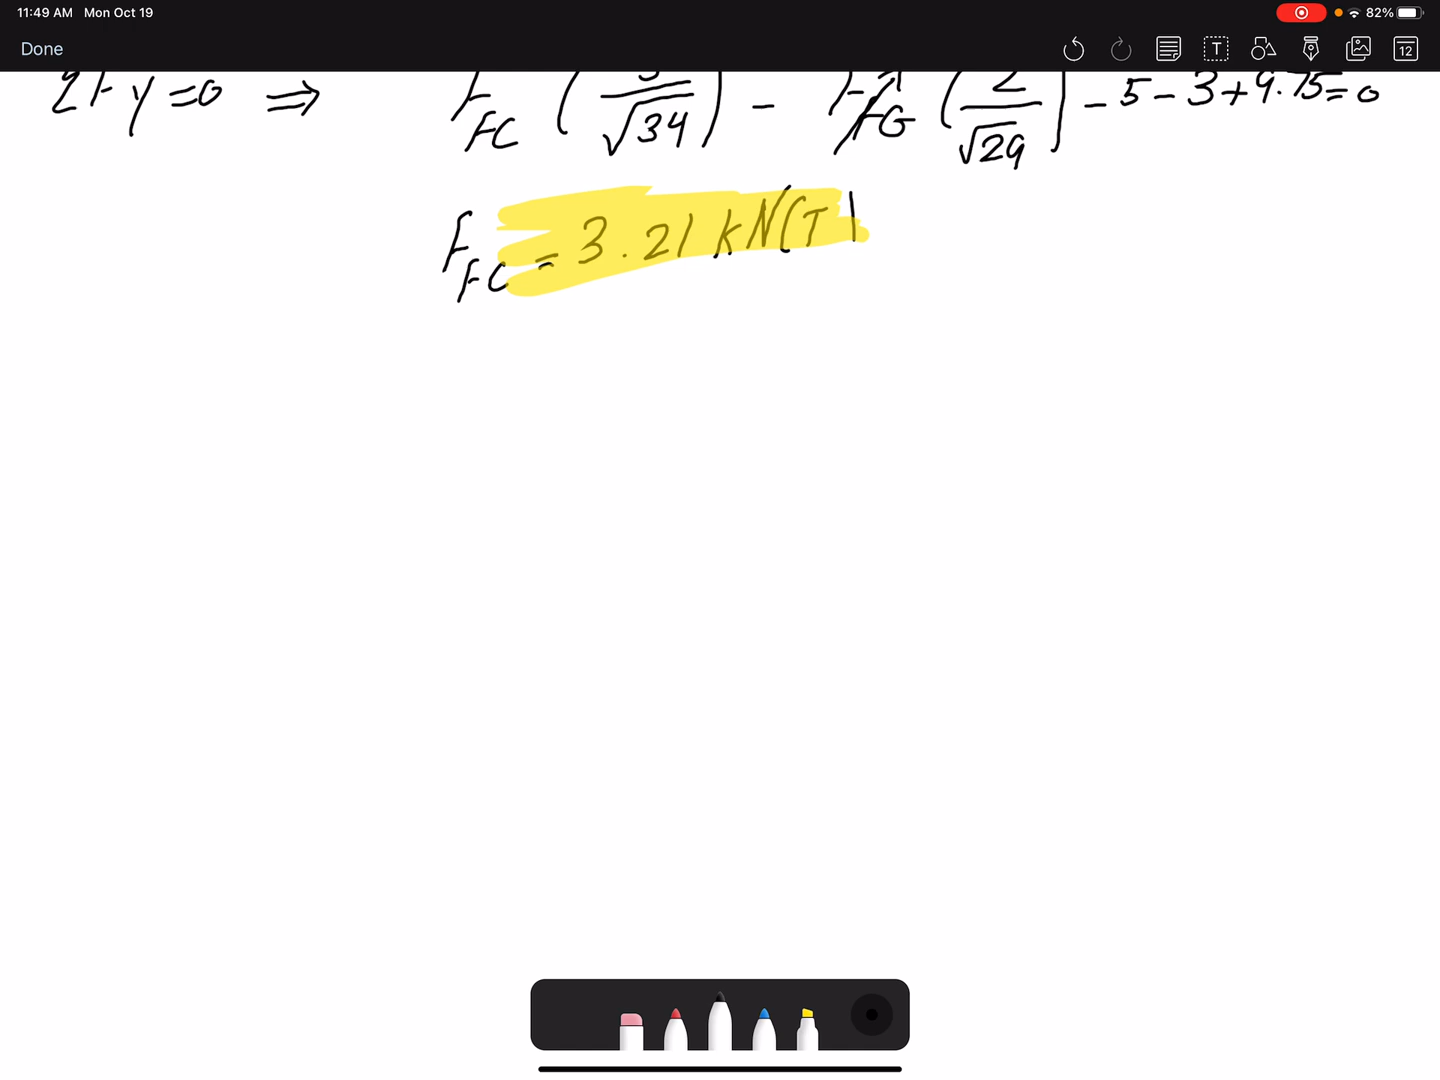 11:49 AM Mon Oct 19 82%
Done T 12
ΣFy=0 ⇒ F_FC (3/√34) - F_FG (2/√29) - 5 - 3 + 9.75 = 0
F_FC = 3.21 kN (T)